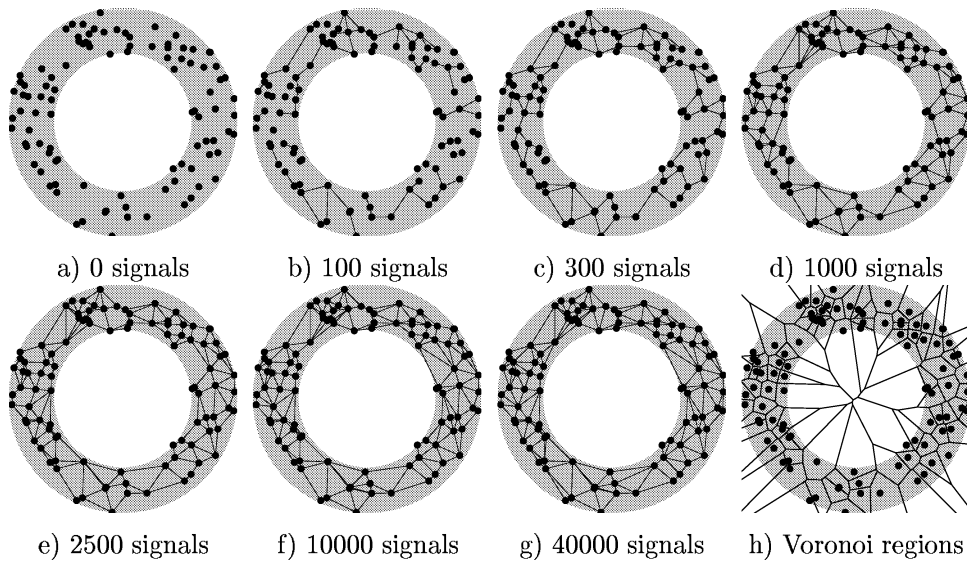 a) 0 signals
b) 100 signals
c) 300 signals
d) 1000 signals
e) 2500 signals
f) 10000 signals
g) 40000 signals
h) Voronoi regions